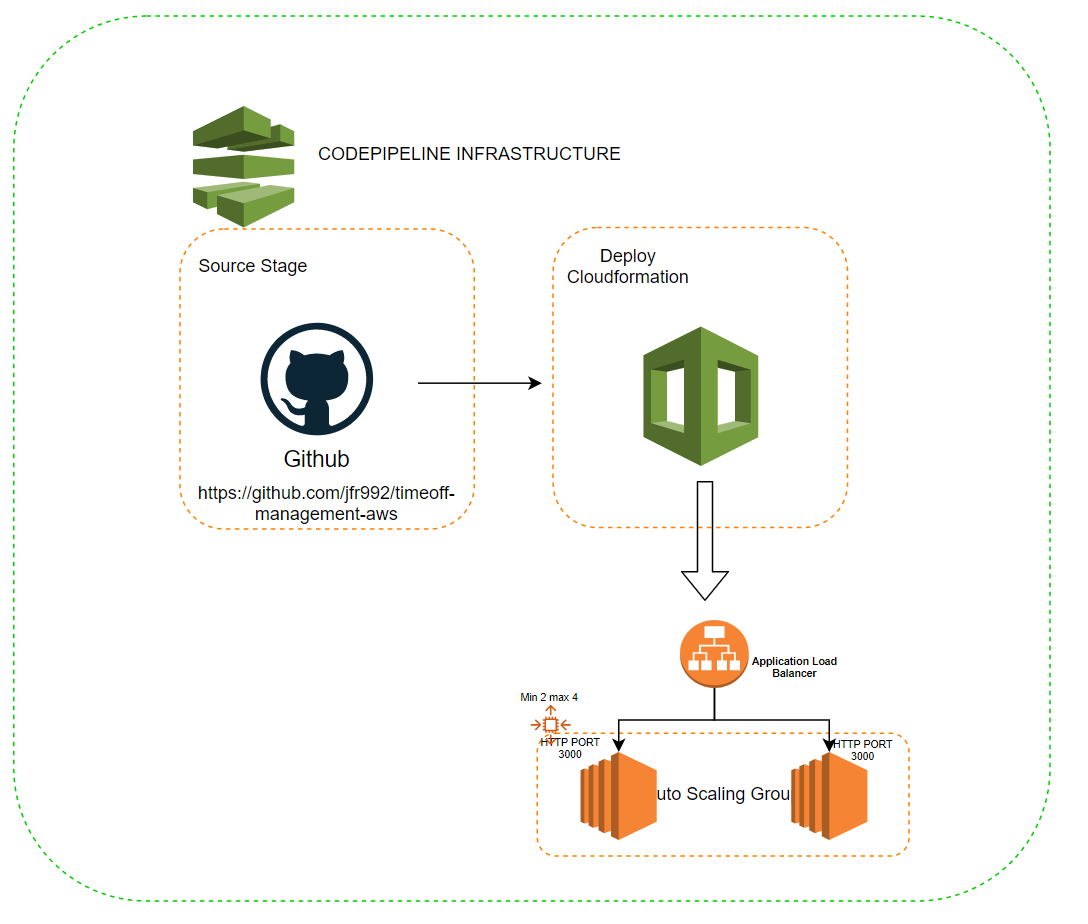 CODEPIPELINE INFRASTRUCTURE
Source Stage
Deploy
Cloudformation
Github
https://github.com/jfr992/timeoff-
management-aws
Application Load
Balancer
Min 2 max 4
HTTP PORT
3000
HTTP PORT
3000
uto Scaling Grou